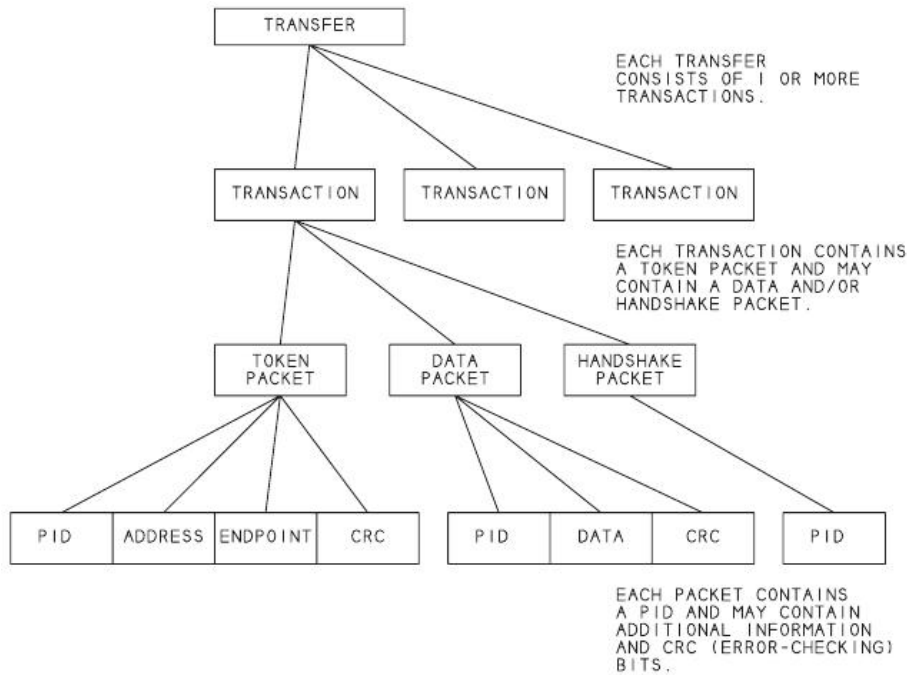 TRANSFER
EACH TRANSFER
CONSISTS OF 1 OR MORE
TRANSACTIONS.
TRANSACTION
TRANSACTION
TRANSACTION
EACH TRANSACTION CONTAINS
A TOKEN PACKET AND MAY
CONTAIN A DATA AND/OR
HANDSHAKE PACKET.
TOKEN
PACKET
DATA
PACKET
HANDSHAKE
PACKET
PID
ADDRESS
ENDPOINT
CRC
PID
DATA
CRC
PID
EACH PACKET CONTAINS
A PID AND MAY CONTAIN
ADDITIONAL INFORMATION
AND CRC (ERROR-CHECKING)
BITS.